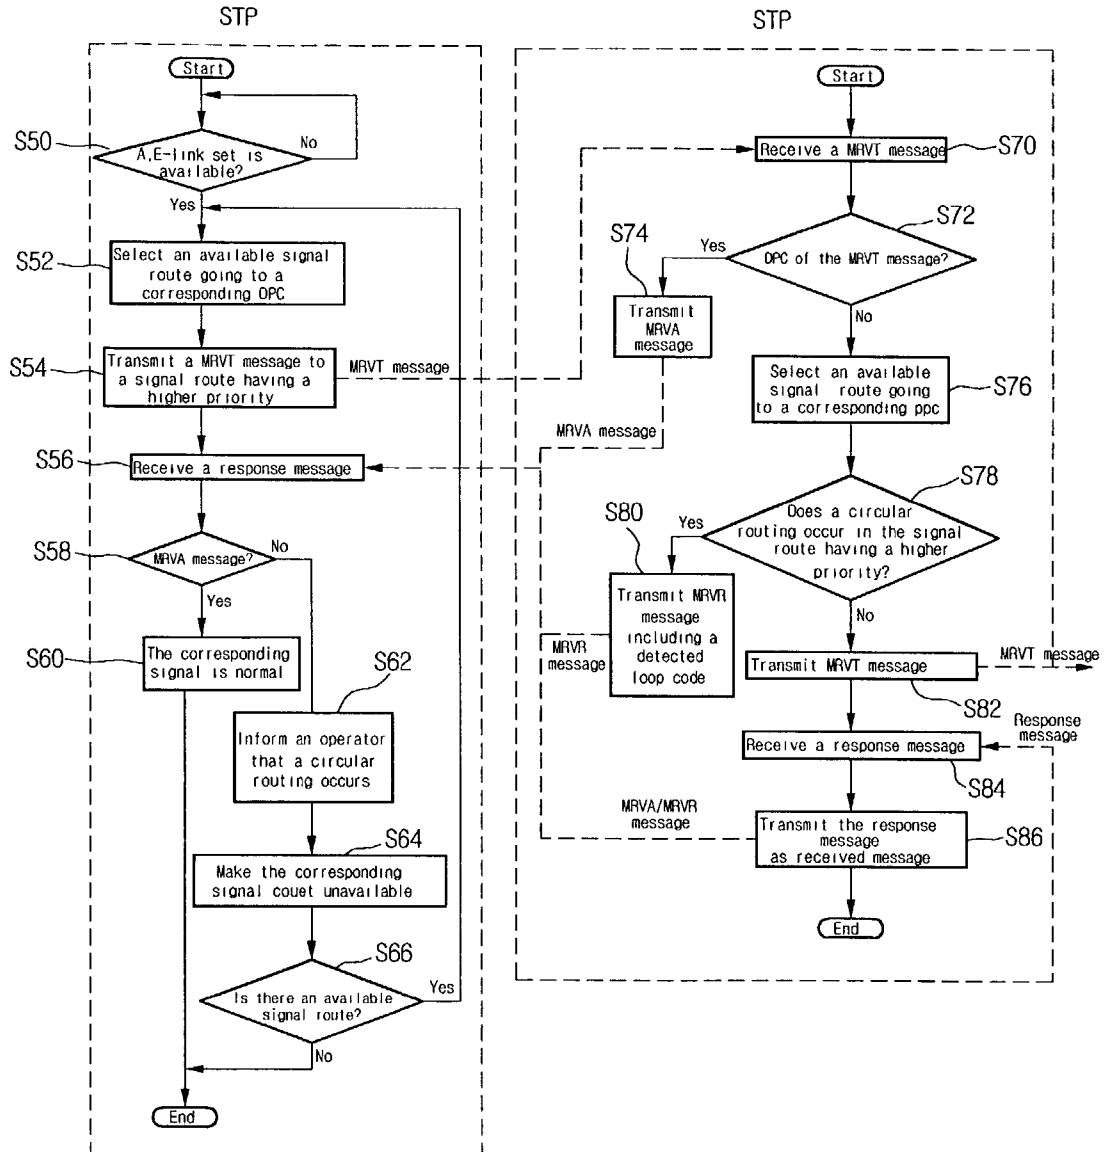 STP
Start
S50
A,E-link set is
available?
No
Yes
S52
Select an available signal
route going to a
corresponding DPC
S54
Transmit a MRVT message to
a signal route having a
higher priority
MRVT message
S56
Receive a response message
S58
MRVA message?
No
Yes
S60
The corresponding
signal is normal
S62
Inform an operator
that a circular
routing occurs
S64
Make the corresponding
signal couet unavailable
S66
Is there an available
signal route?
Yes
No
End
STP
Start
Receive a MRVT message
S70
S72
DPC of the MRVT message?
Yes
No
S74
Transmit
MRVA
message
MRVA message
Select an available
signal route going
to a corresponding ppc
S76
S78
Does a circular
routing occur in the signal
route having a higher
priority?
Yes
No
S80
Transmit MRVR
message
including a
detected
loop code
MRVR
message
Transmit MRVT message
MRVT message
S82
Response
message
Receive a response message
S84
MRVA/MRVR
message
Transmit the response
message
as received message
S86
End